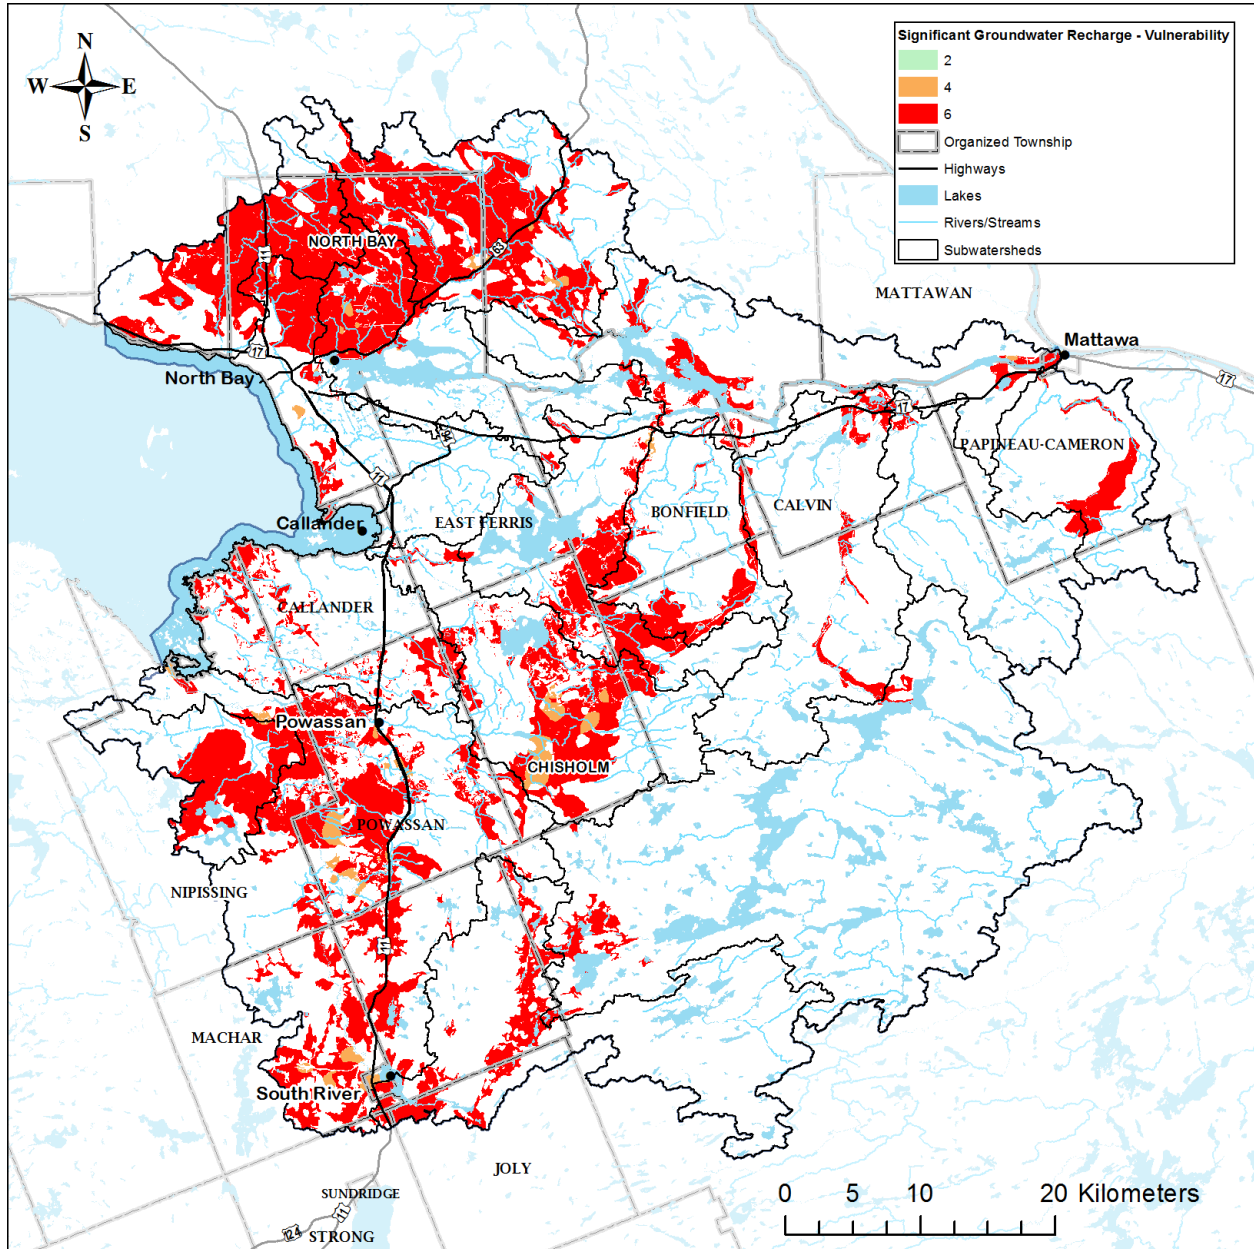 Significant Groundwater Recharge - Vulnerability
2
4
6
Organized Township
Highways
Lakes
Rivers/Streams
Subwatersheds
N
W E
S
NORTH BAY
11
63
MATTAWAN
Mattawa
17
17
North Bay
17
94
11
PAPINEAU-CAMERON
CALVIN
BONFIELD
EAST FERRIS
Callander
CALLANDER
Powassan
CHISHOLM
POWASSAN
NIPISSING
11
MACHAR
South River
JOLY
SUNDRIDGE
11
124
STRONG
0 5 10 20 Kilometers